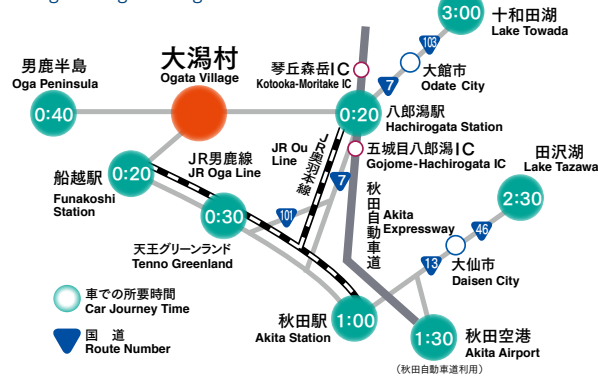 3:00
十和田湖
Lake Towada
103
大館市
Odate City
7
琴丘森岳IC
Kotooka-Moritake IC
大潟村
Ogata Village
男鹿半島
Oga Peninsula
0:40
0:20
八郎潟駅
Hachirogata Station
五城目八郎潟IC
Gojome-Hachirogata IC
JR Ou
Line
JR奥羽本線
7
JR男鹿線
JR Oga Line
船越駅
0:20
Funakoshi
Station
0:30
101
天王グリーンランド
Tenno Greenland
秋田自動車道
Akita
Expressway
田沢湖
Lake Tazawa
2:30
46
13
大仙市
Daisen City
車での所要時間
Car Journey Time
国 道
Route Number
秋田駅
Akita Station
1:00
1:30
秋田空港
Akita Airport
(秋田自動車道利用)